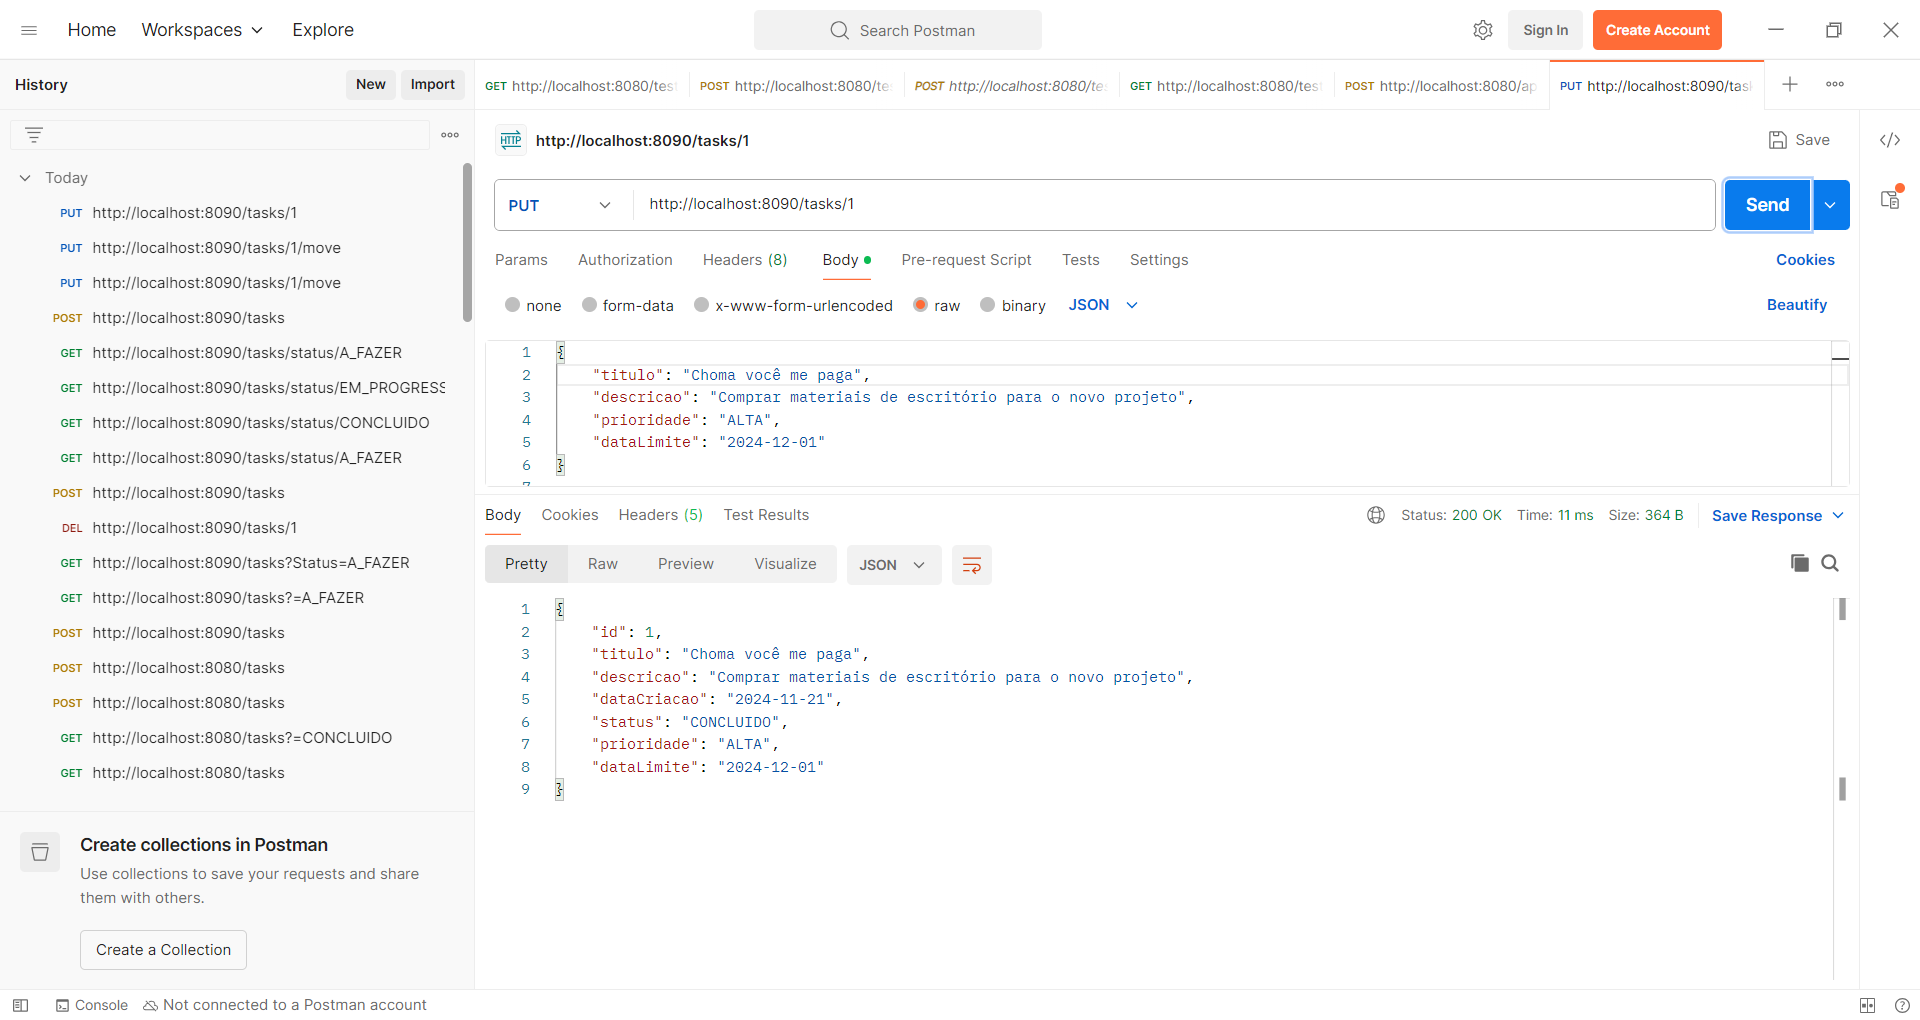 Home Workspaces Explore Search Postman Sign In Create Account
History New Import
GET http://localhost:8080/tes POST http://localhost:8080/te POST http://localhost:8080/te GET http://localhost:8080/tes POST http://localhost:8080/ap PUT http://localhost:8090/tas
HTTP http://localhost:8090/tasks/1 Save
Today
PUT http://localhost:8090/tasks/1
PUT http://localhost:8090/tasks/1/move
PUT http://localhost:8090/tasks/1/move
POST http://localhost:8090/tasks
GET http://localhost:8090/tasks/status/A_FAZER
GET http://localhost:8090/tasks/status/EM_PROGRESS
GET http://localhost:8090/tasks/status/CONCLUIDO
GET http://localhost:8090/tasks/status/A_FAZER
POST http://localhost:8090/tasks
DEL http://localhost:8090/tasks/1
GET http://localhost:8090/tasks?Status=A_FAZER
GET http://localhost:8090/tasks?=A_FAZER
POST http://localhost:8090/tasks
POST http://localhost:8080/tasks
POST http://localhost:8080/tasks
GET http://localhost:8080/tasks?=CONCLUIDO
GET http://localhost:8080/tasks
Create collections in Postman
Use collections to save your requests and share
them with others.
Create a Collection
PUT http://localhost:8090/tasks/1 Send
Params Authorization Headers (8) Body Pre-request Script Tests Settings Cookies
none form-data x-www-form-urlencoded raw binary JSON Beautify
1 {
2 "titulo": "Choma você me paga",
3 "descricao": "Comprar materiais de escritório para o novo projeto",
4 "prioridade": "ALTA",
5 "dataLimite": "2024-12-01"
6 }
7
Body Cookies Headers (5) Test Results Status: 200 OK Time: 11 ms Size: 364 B Save Response
Pretty Raw Preview Visualize JSON
1 {
2 "id": 1,
3 "titulo": "Choma você me paga",
4 "descricao": "Comprar materiais de escritório para o novo projeto",
5 "dataCriacao": "2024-11-21",
6 "status": "CONCLUIDO",
7 "prioridade": "ALTA",
8 "dataLimite": "2024-12-01"
9 }
Console Not connected to a Postman account